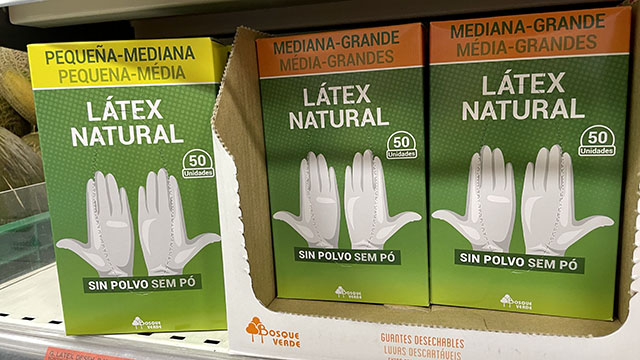 PEQUEÑA-MEDIANA
PEQUENA-MÉDIA
LÁTEX
NATURAL
50
Unidades
SIN POLVO SEM PÓ
BOSQUE
VERDE
MEDIANA-GRANDE
MÉDIA-GRANDES
LÁTEX
NATURAL
50
Unidades
SIN POLVO SEM PÓ
BOSQUE
VERDE
MEDIANA-GRANDE
MÉDIA-GRANDES
LÁTEX
NATURAL
50
Unidades
SIN POLVO SEM PÓ
BOSQUE
VERDE
BOSQUE
VERDE
GUANTES DESECHABLES
LUVAS DESCARTÁVEIS